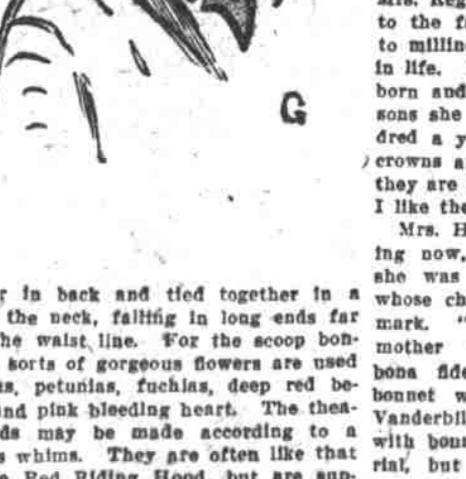 G
r in back and tied together in a
the neck, falling in long ends far
he waist line. For the scoop bon-
sorts of gorgeous flowers are used
as, petunias, fuchias, deep red be-
and pink bleeding heart. The thea-
ds may be made according to a
s whims. They are often like that
Red Riding Hood, but are
Mrs.
to the f
to millin
in life.
born and
sons she
dred a y
crowns a
they are
I like the
Mrs. H
ing now,
she was
whose ch
mark. "
mother
bona fide
bonnet w
Vanderbil
with bonn
rial, but